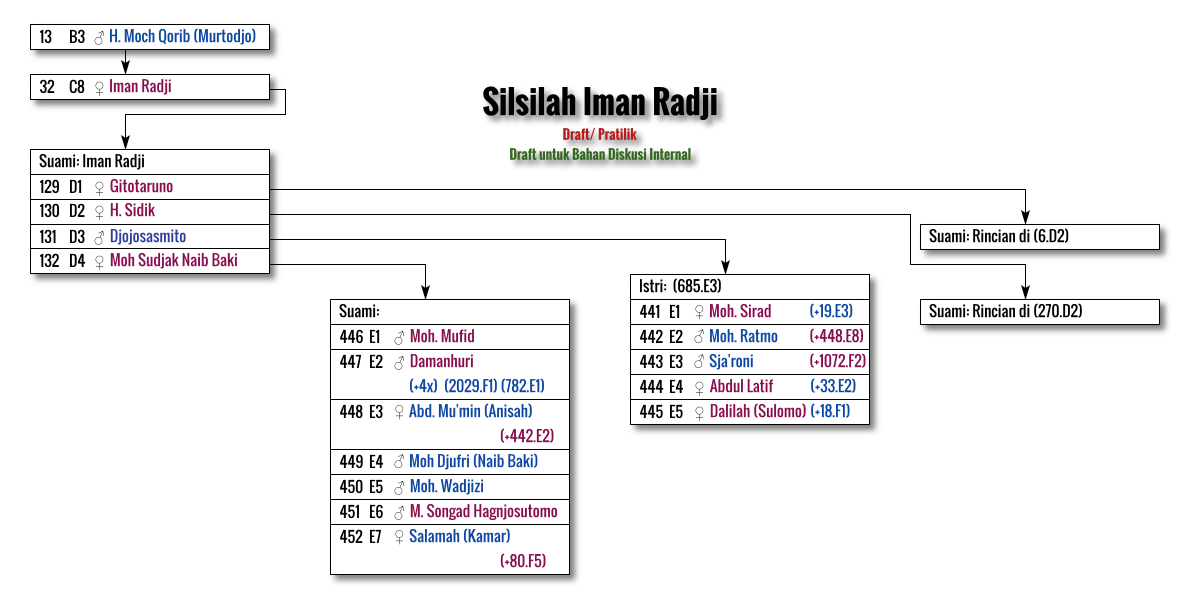 13 B3 ♂ H. Moch Qorib (Murtodjo)
32 C8 ♀ Iman Radji
Silsilah Iman Radji
Draft/ Pratilik
Draft untuk Bahan Diskusi Internal
Suami: Iman Radji
129 D1 ♀ Gitotaruno
130 D2 ♀ H. Sidik
131 D3 ♂ Djojosasmito
132 D4 ♀ Moh Sudjak Naib Baki
Suami: Rincian di (6.D2)
Suami: Rincian di (270.D2)
Istri: (685.E3)
441 E1 ♀ Moh. Sirad (+19.E3)
442 E2 ♂ Moh. Ratmo (+448.E8)
443 E3 ♂ Sja'roni (+1072.F2)
444 E4 ♀ Abdul Latif (+33.E2)
445 E5 ♀ Dalilah (Sulomo) (+18.F1)
Suami:
446 E1 ♂ Moh. Mufid
447 E2 ♂ Damanhuri
(+4x) (2029.F1) (782.E1)
448 E3 ♀ Abd. Mu'min (Anisah)
(+442.E2)
449 E4 ♂ Moh Djufri (Naib Baki)
450 E5 ♂ Moh. Wadjizi
451 E6 ♂ M. Songad Hagnjosutomo
452 E7 ♀ Salamah (Kamar)
(+80.F5)